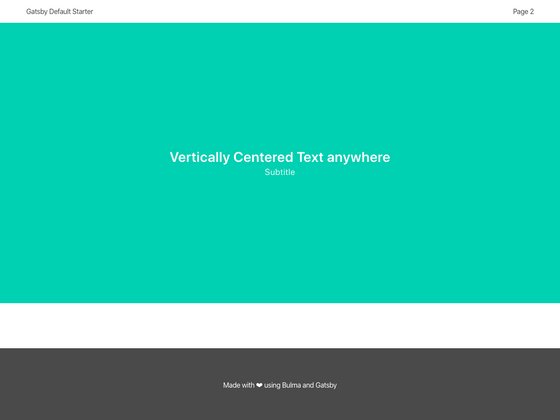 Gatsby Default Starter
Page 2
Vertically Centered Text anywhere
Subtitle
Made with ❤ using Bulma and Gatsby